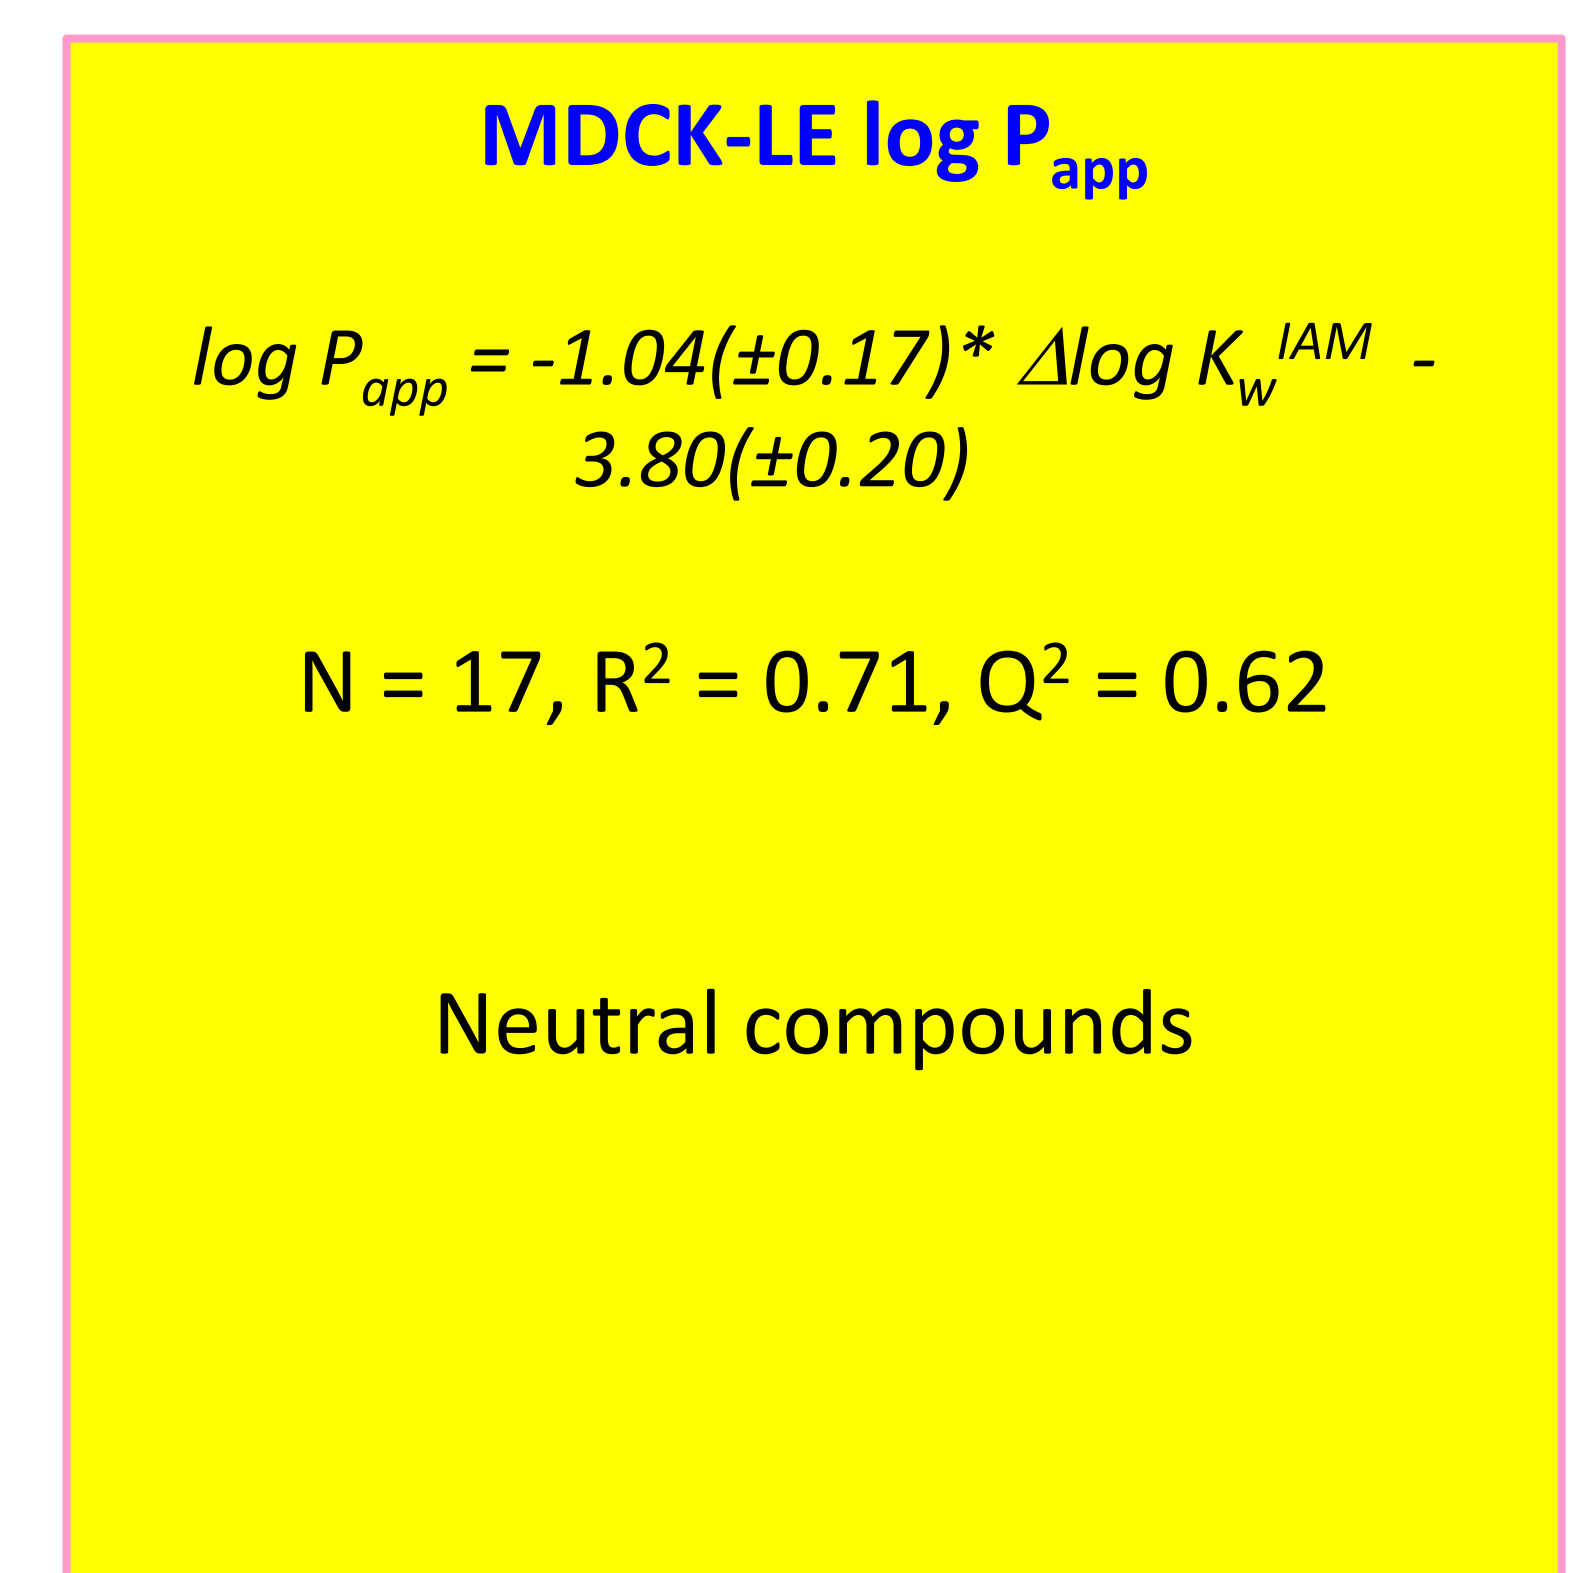 MDCK-LE log Papp
log Papp = -1.04(±0.17)* Δlog KwIAM -
3.80(±0.20)
N = 17, R² = 0.71, Q² = 0.62
Neutral compounds